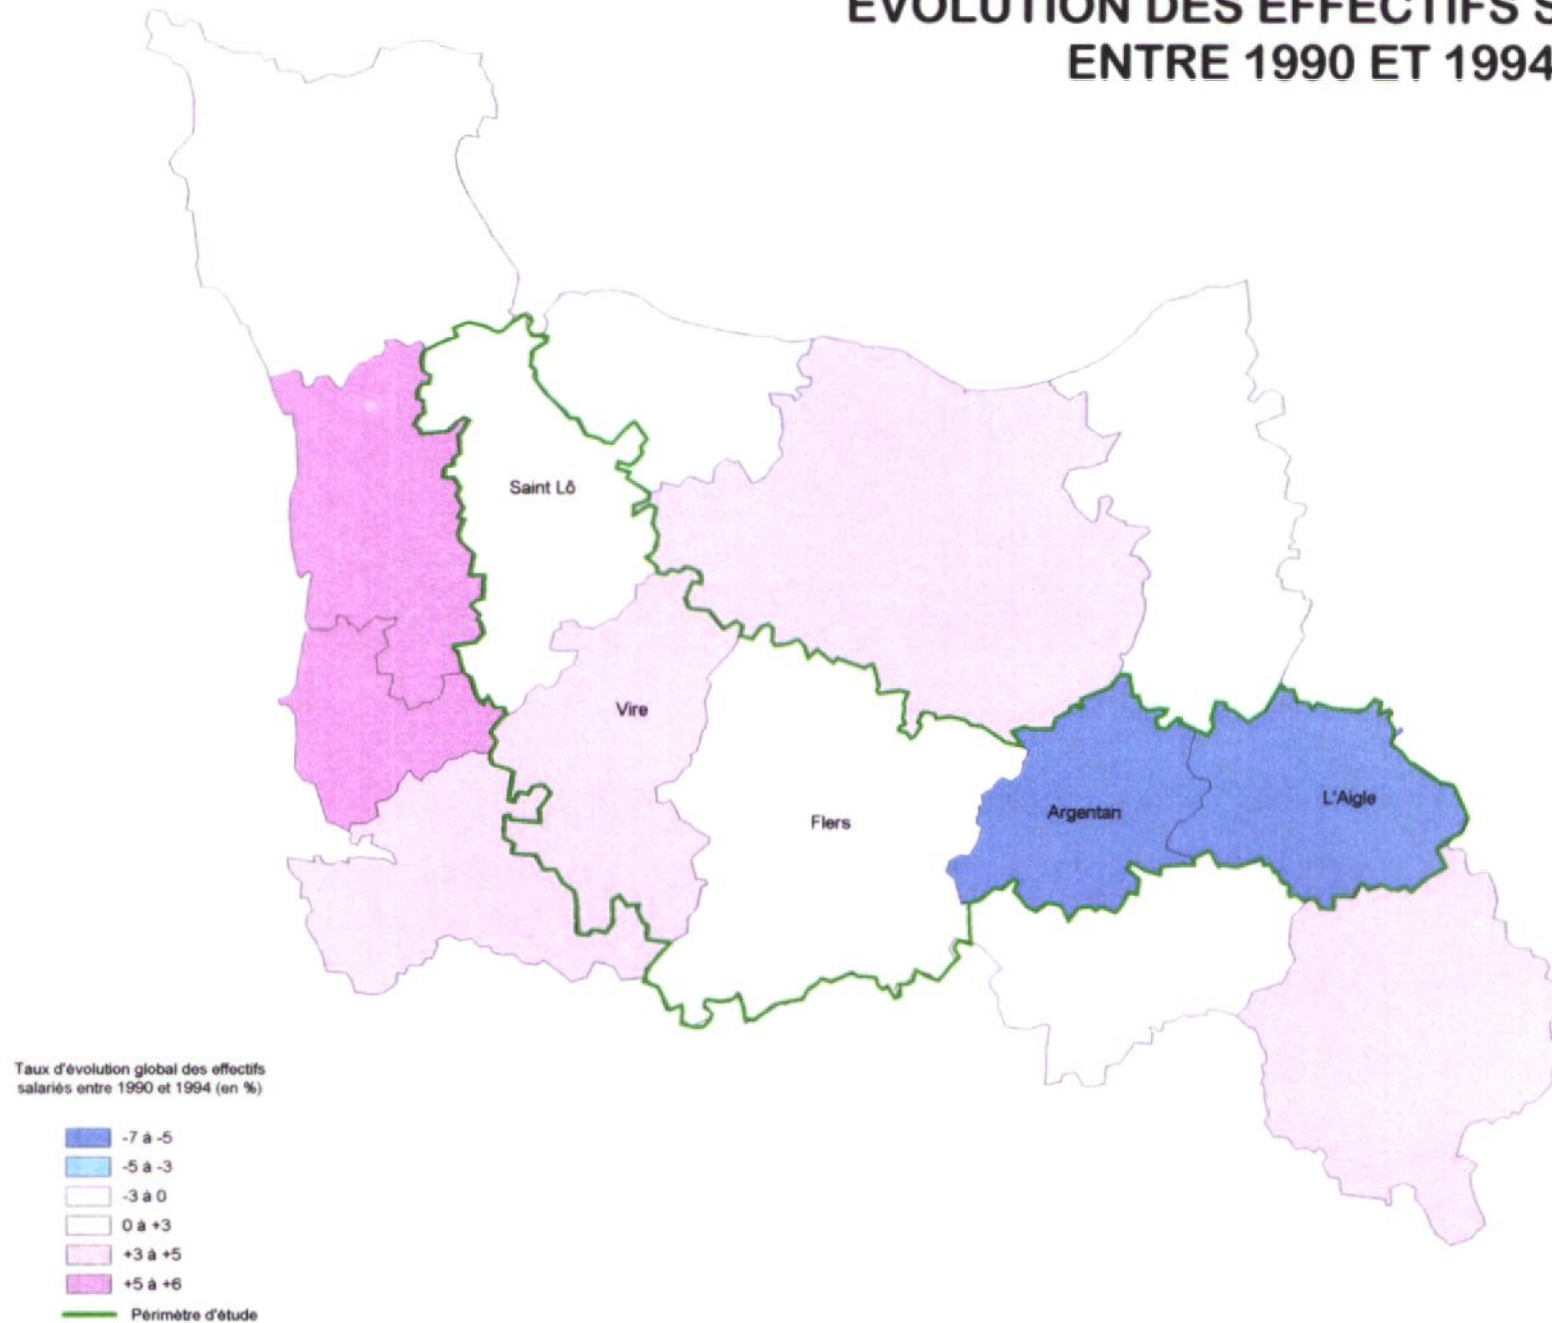 EVOLUTION DES EFFECTIFS S
ENTRE 1990 ET 1994
Saint Lô
Vire
Flers
Argentan
L'Aigle
Taux d'évolution global des effectifs
salariés entre 1990 et 1994 (en %)
-7 à -5
-5 à -3
-3 à 0
0 à +3
+3 à +5
+5 à +6
Périmètre d'étude